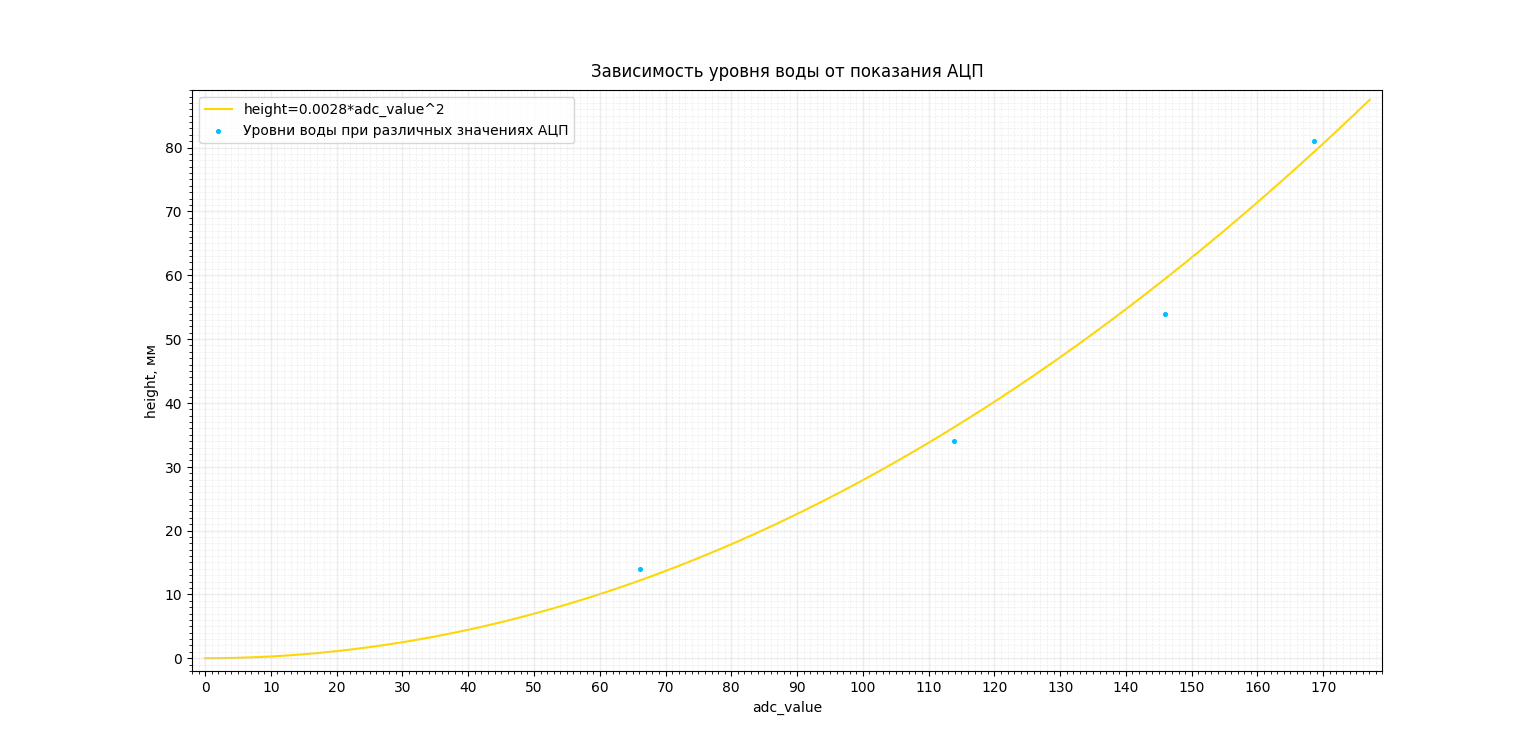 Зависимость уровня воды от показания АЦП
height=0.0028*adc_value^2
Уровни воды при различных значениях АЦП
80
70
60
50
40
30
20
10
0
height, мм
0 10 20 30 40 50 60 70 80 90 100 110 120 130 140 150 160 170
adc_value